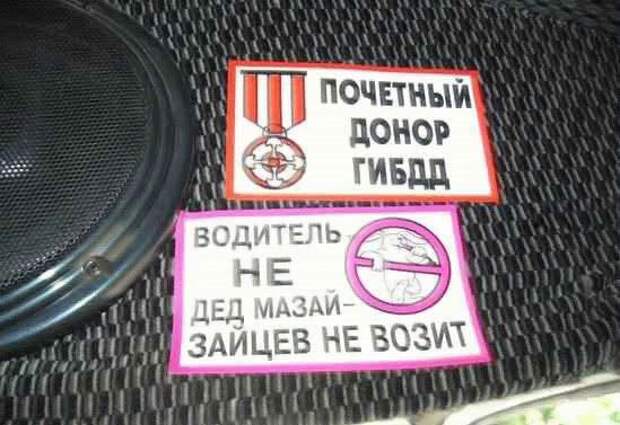 ПОЧЕТНЫЙ
ДОНОР
ГИБДД
ВОДИТЕЛЬ-
НЕ
ДЕД МАЗАЙ-
ЗАЙЦЕВ НЕ ВОЗИТ